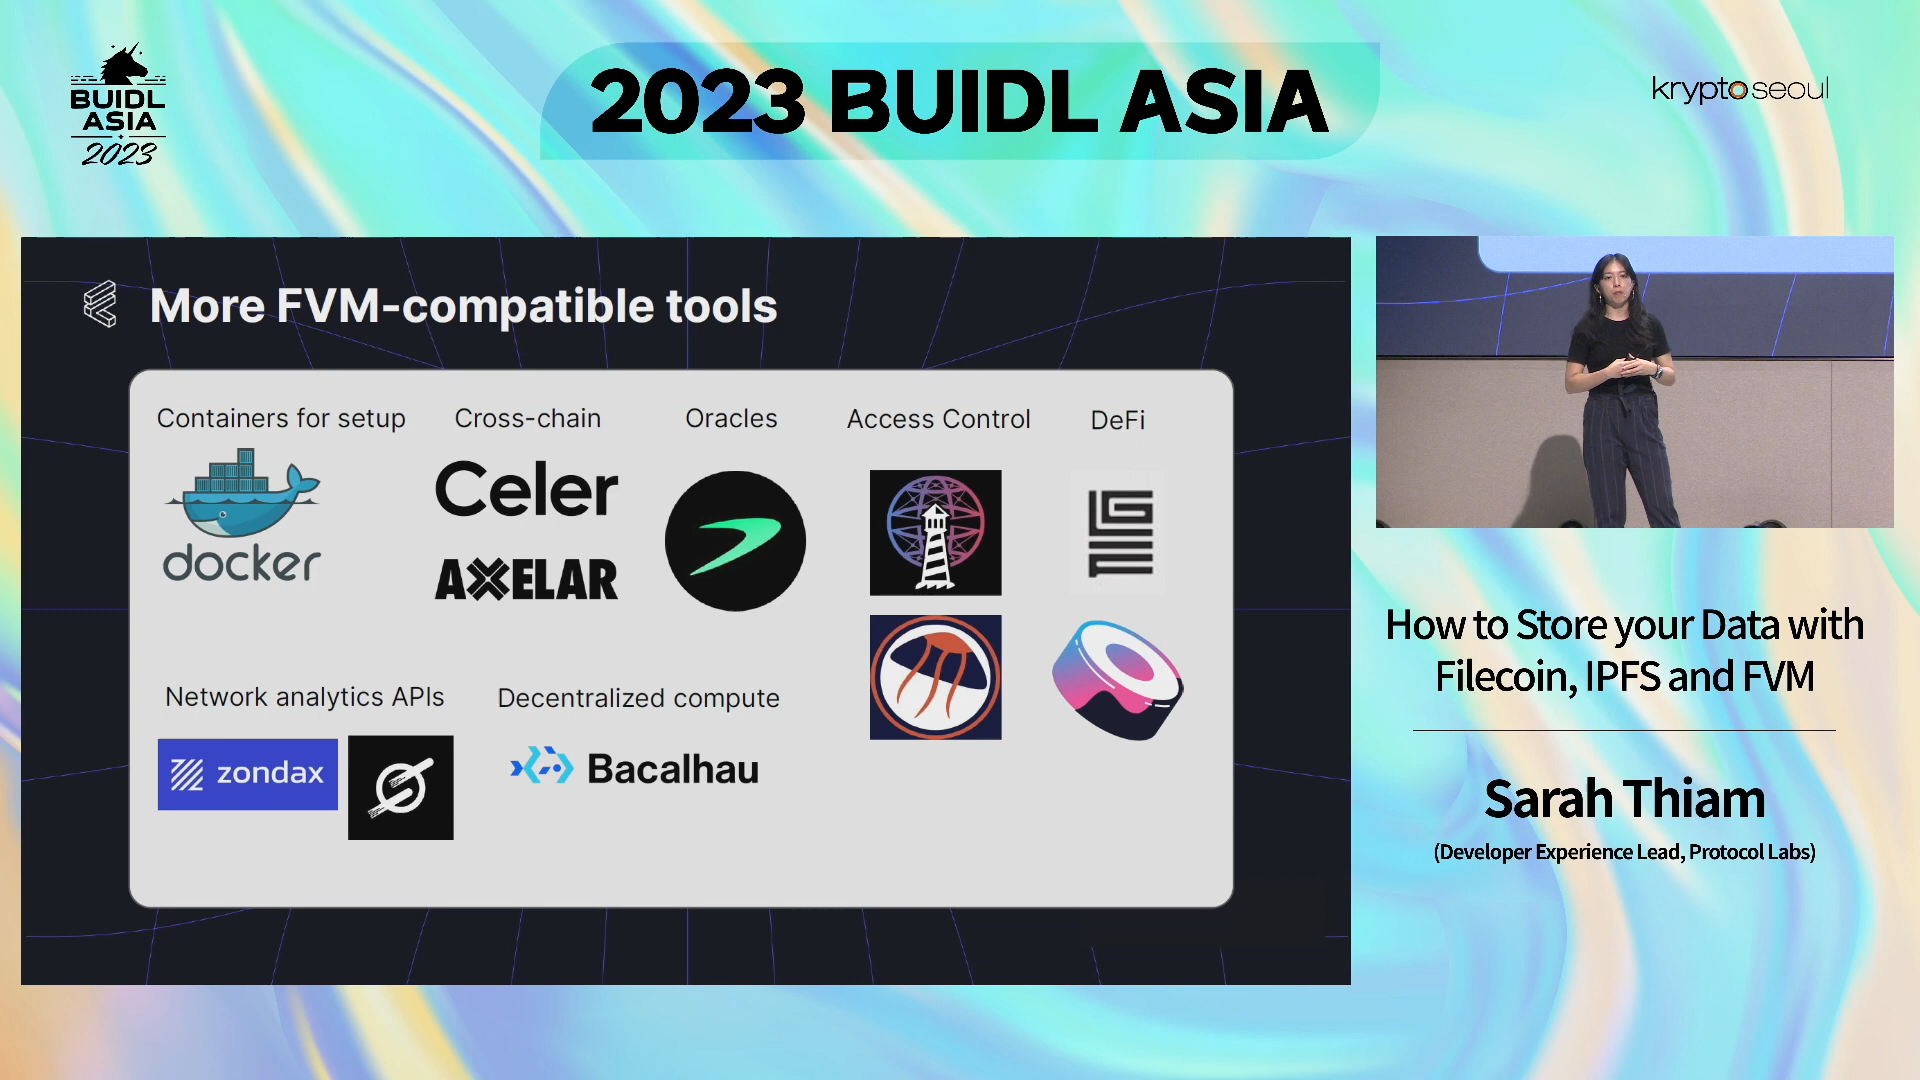 BUIDL
ASIA
2023
2023 BUIDL ASIA
kryptoseoul
More FVM-compatible tools
Containers for setup
Cross-chain
Oracles
Access Control
DeFi
docker
Celer
AXELAR
Network analytics APIs
Decentralized compute
zondax
Bacalhau
How to Store your Data with
Filecoin, IPFS and FVM
Sarah Thiam
(Developer Experience Lead, Protocol Labs)